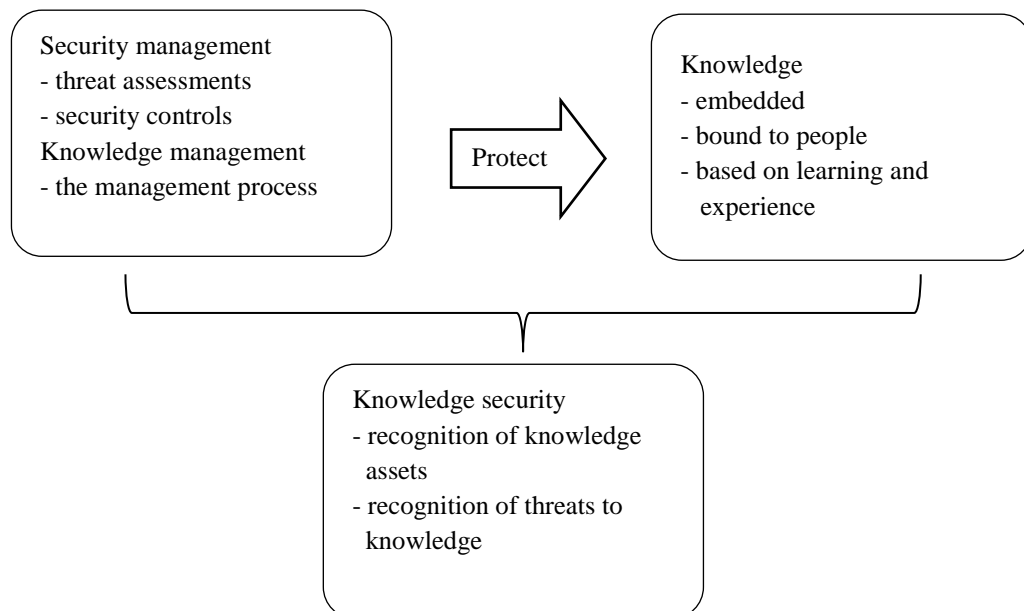 Security management
- threat assessments
- security controls
Knowledge management
- the management process
Protect
Knowledge
- embedded
- bound to people
- based on learning and
experience
Knowledge security
- recognition of knowledge
assets
- recognition of threats to
knowledge